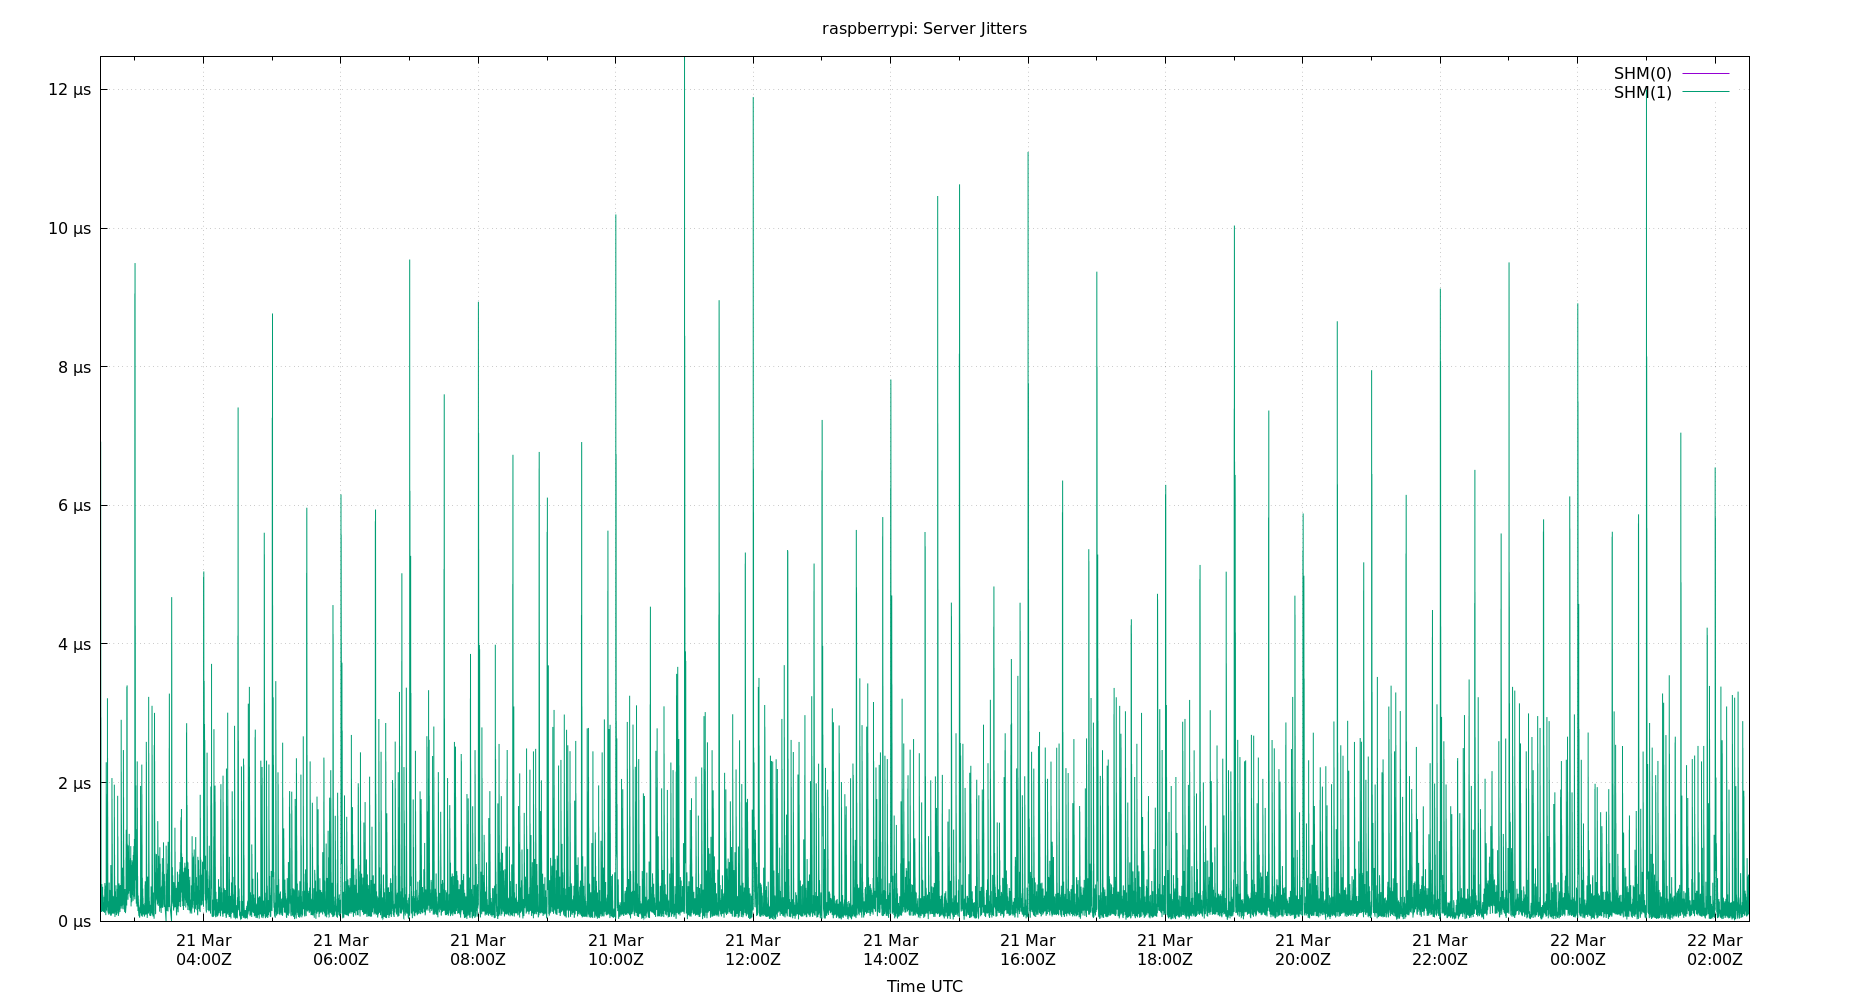 raspberrypi: Server Jitters
SHM(0)
SHM(1)
12 µs
10 µs
8 µs
6 µs
4 µs
2 µs
0 µs
21 Mar 21 Mar 21 Mar 21 Mar 21 Mar 21 Mar 21 Mar 21 Mar 21 Mar 21 Mar 22 Mar 22 Mar
04:00Z 06:00Z 08:00Z 10:00Z 12:00Z 14:00Z 16:00Z 18:00Z 20:00Z 22:00Z 00:00Z 02:00Z
Time UTC